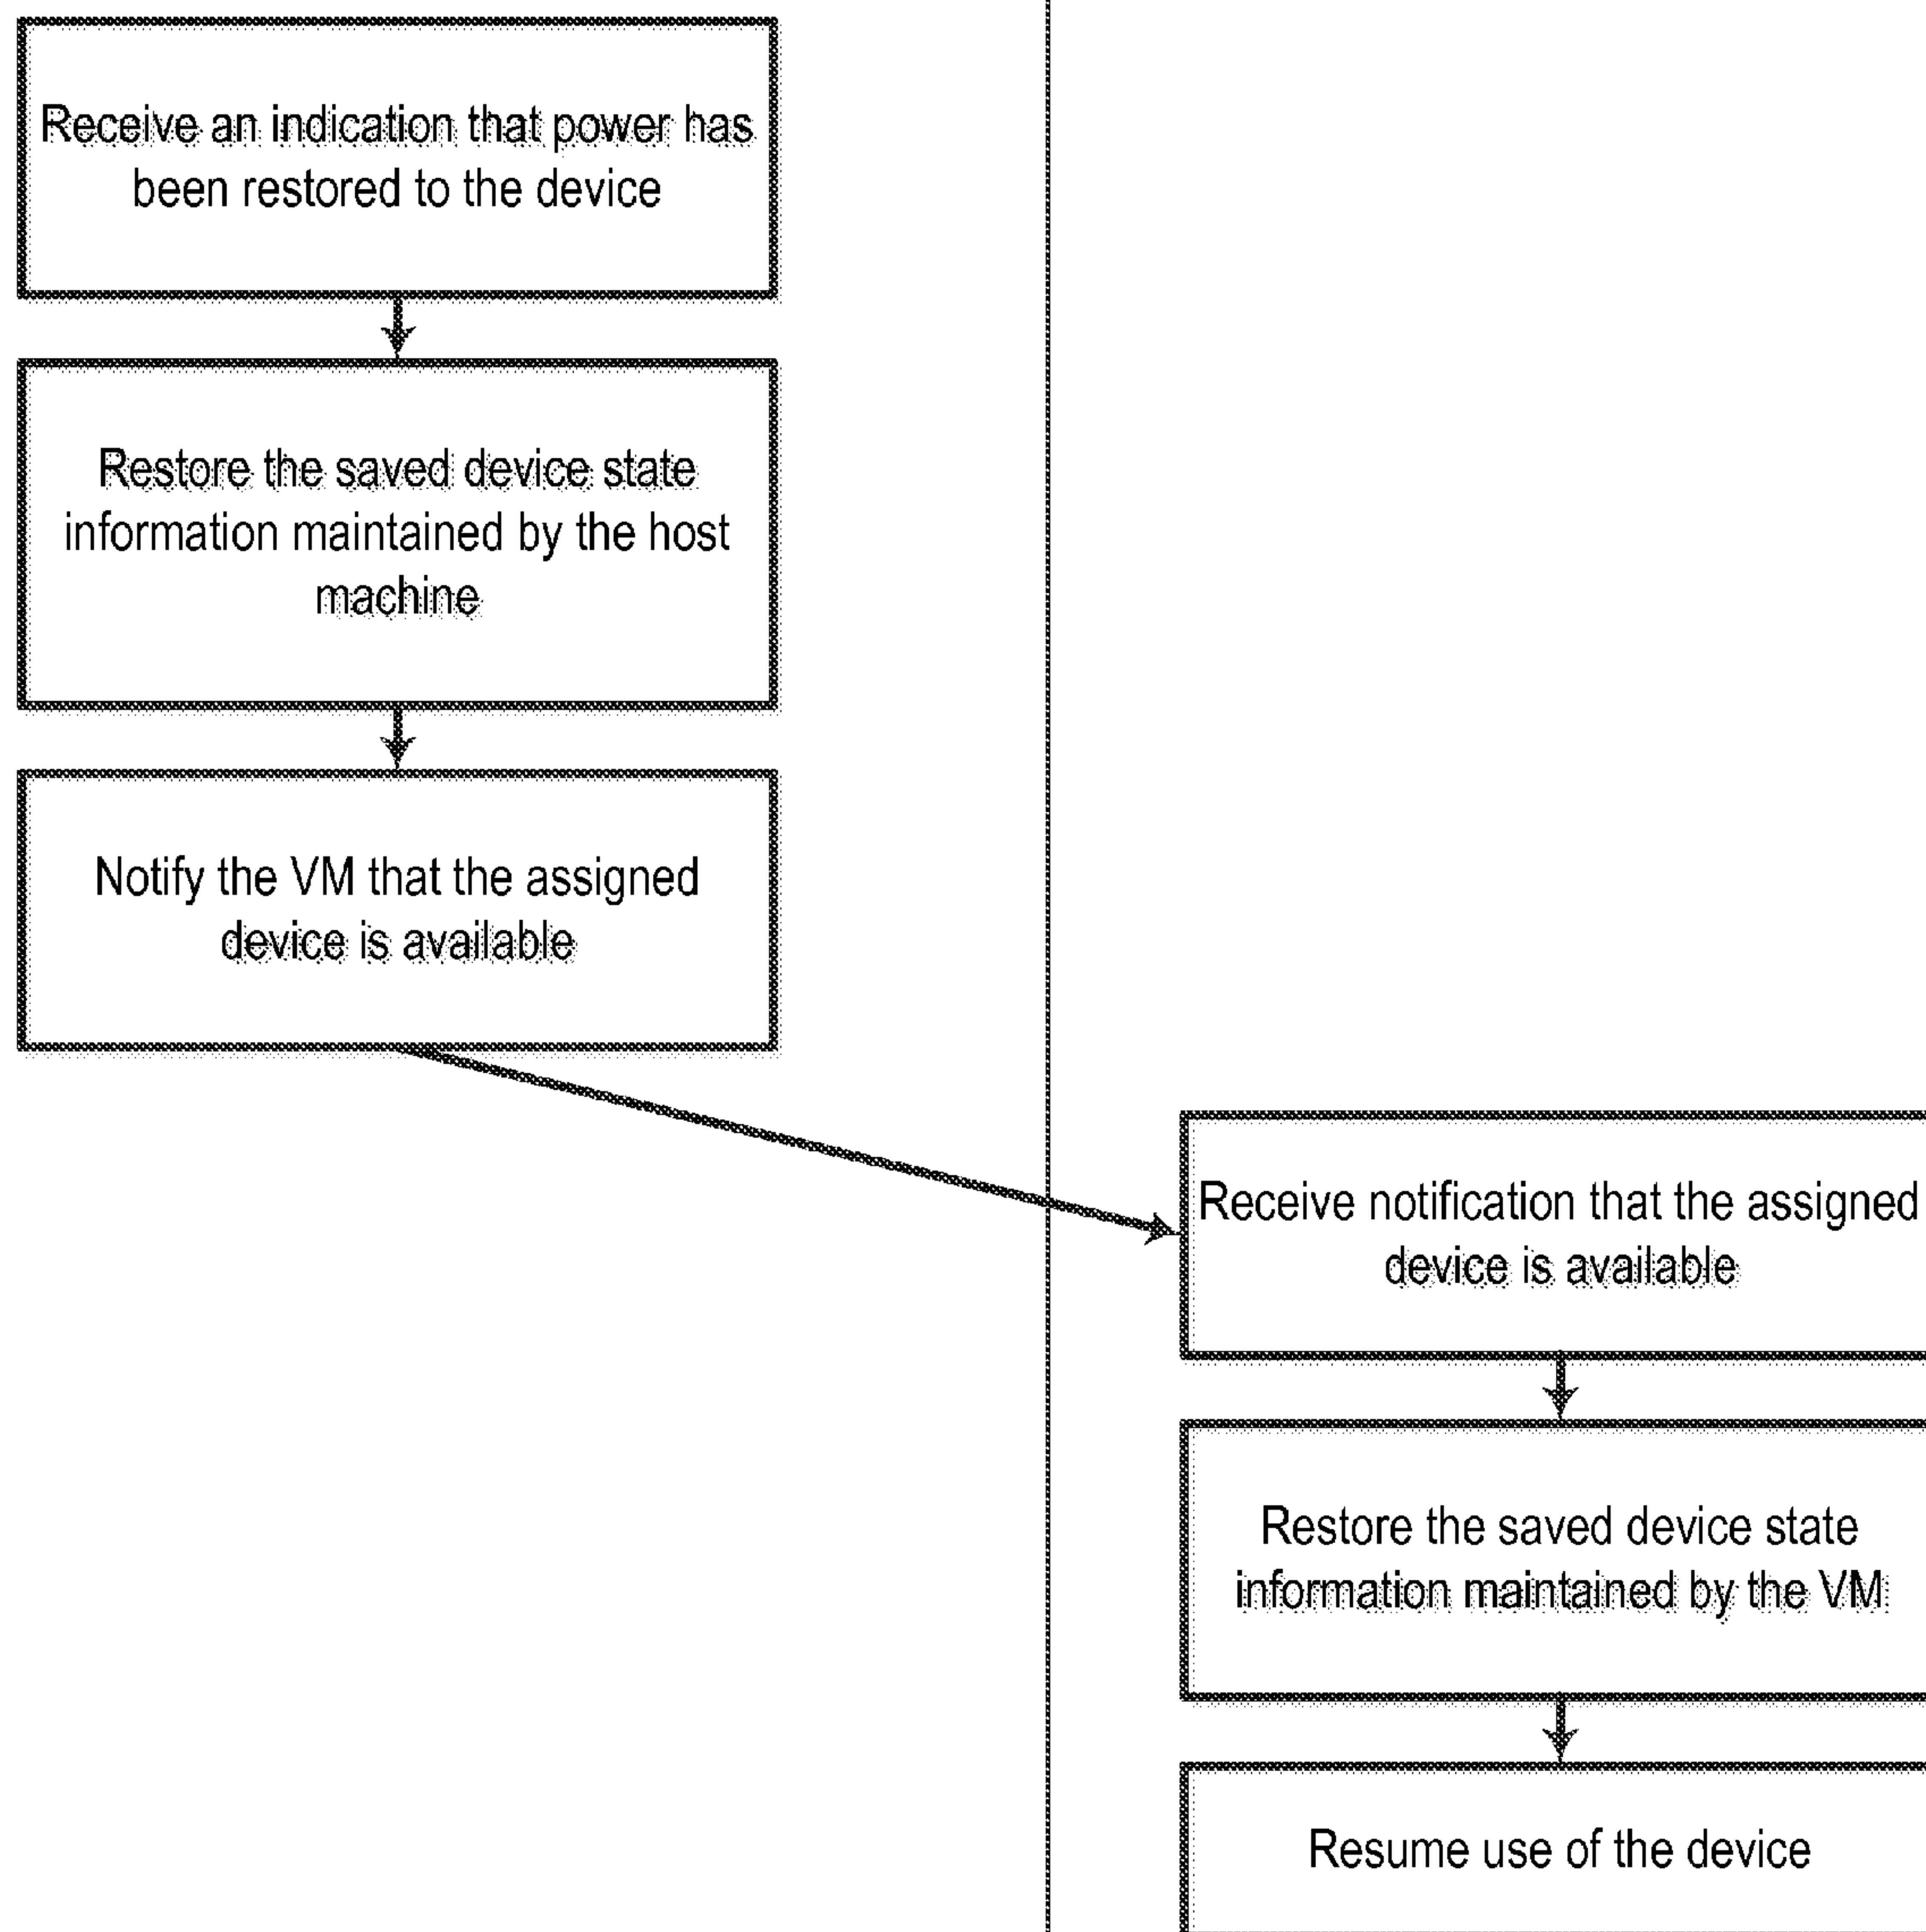 Receive an indication that power has
been restored to the device
Restore the saved device state
information maintained by the host
machine
Notify the VM that the assigned
device is available
Receive notification that the assigned
device is available
Restore the saved device state
information maintained by the VM
Resume use of the device